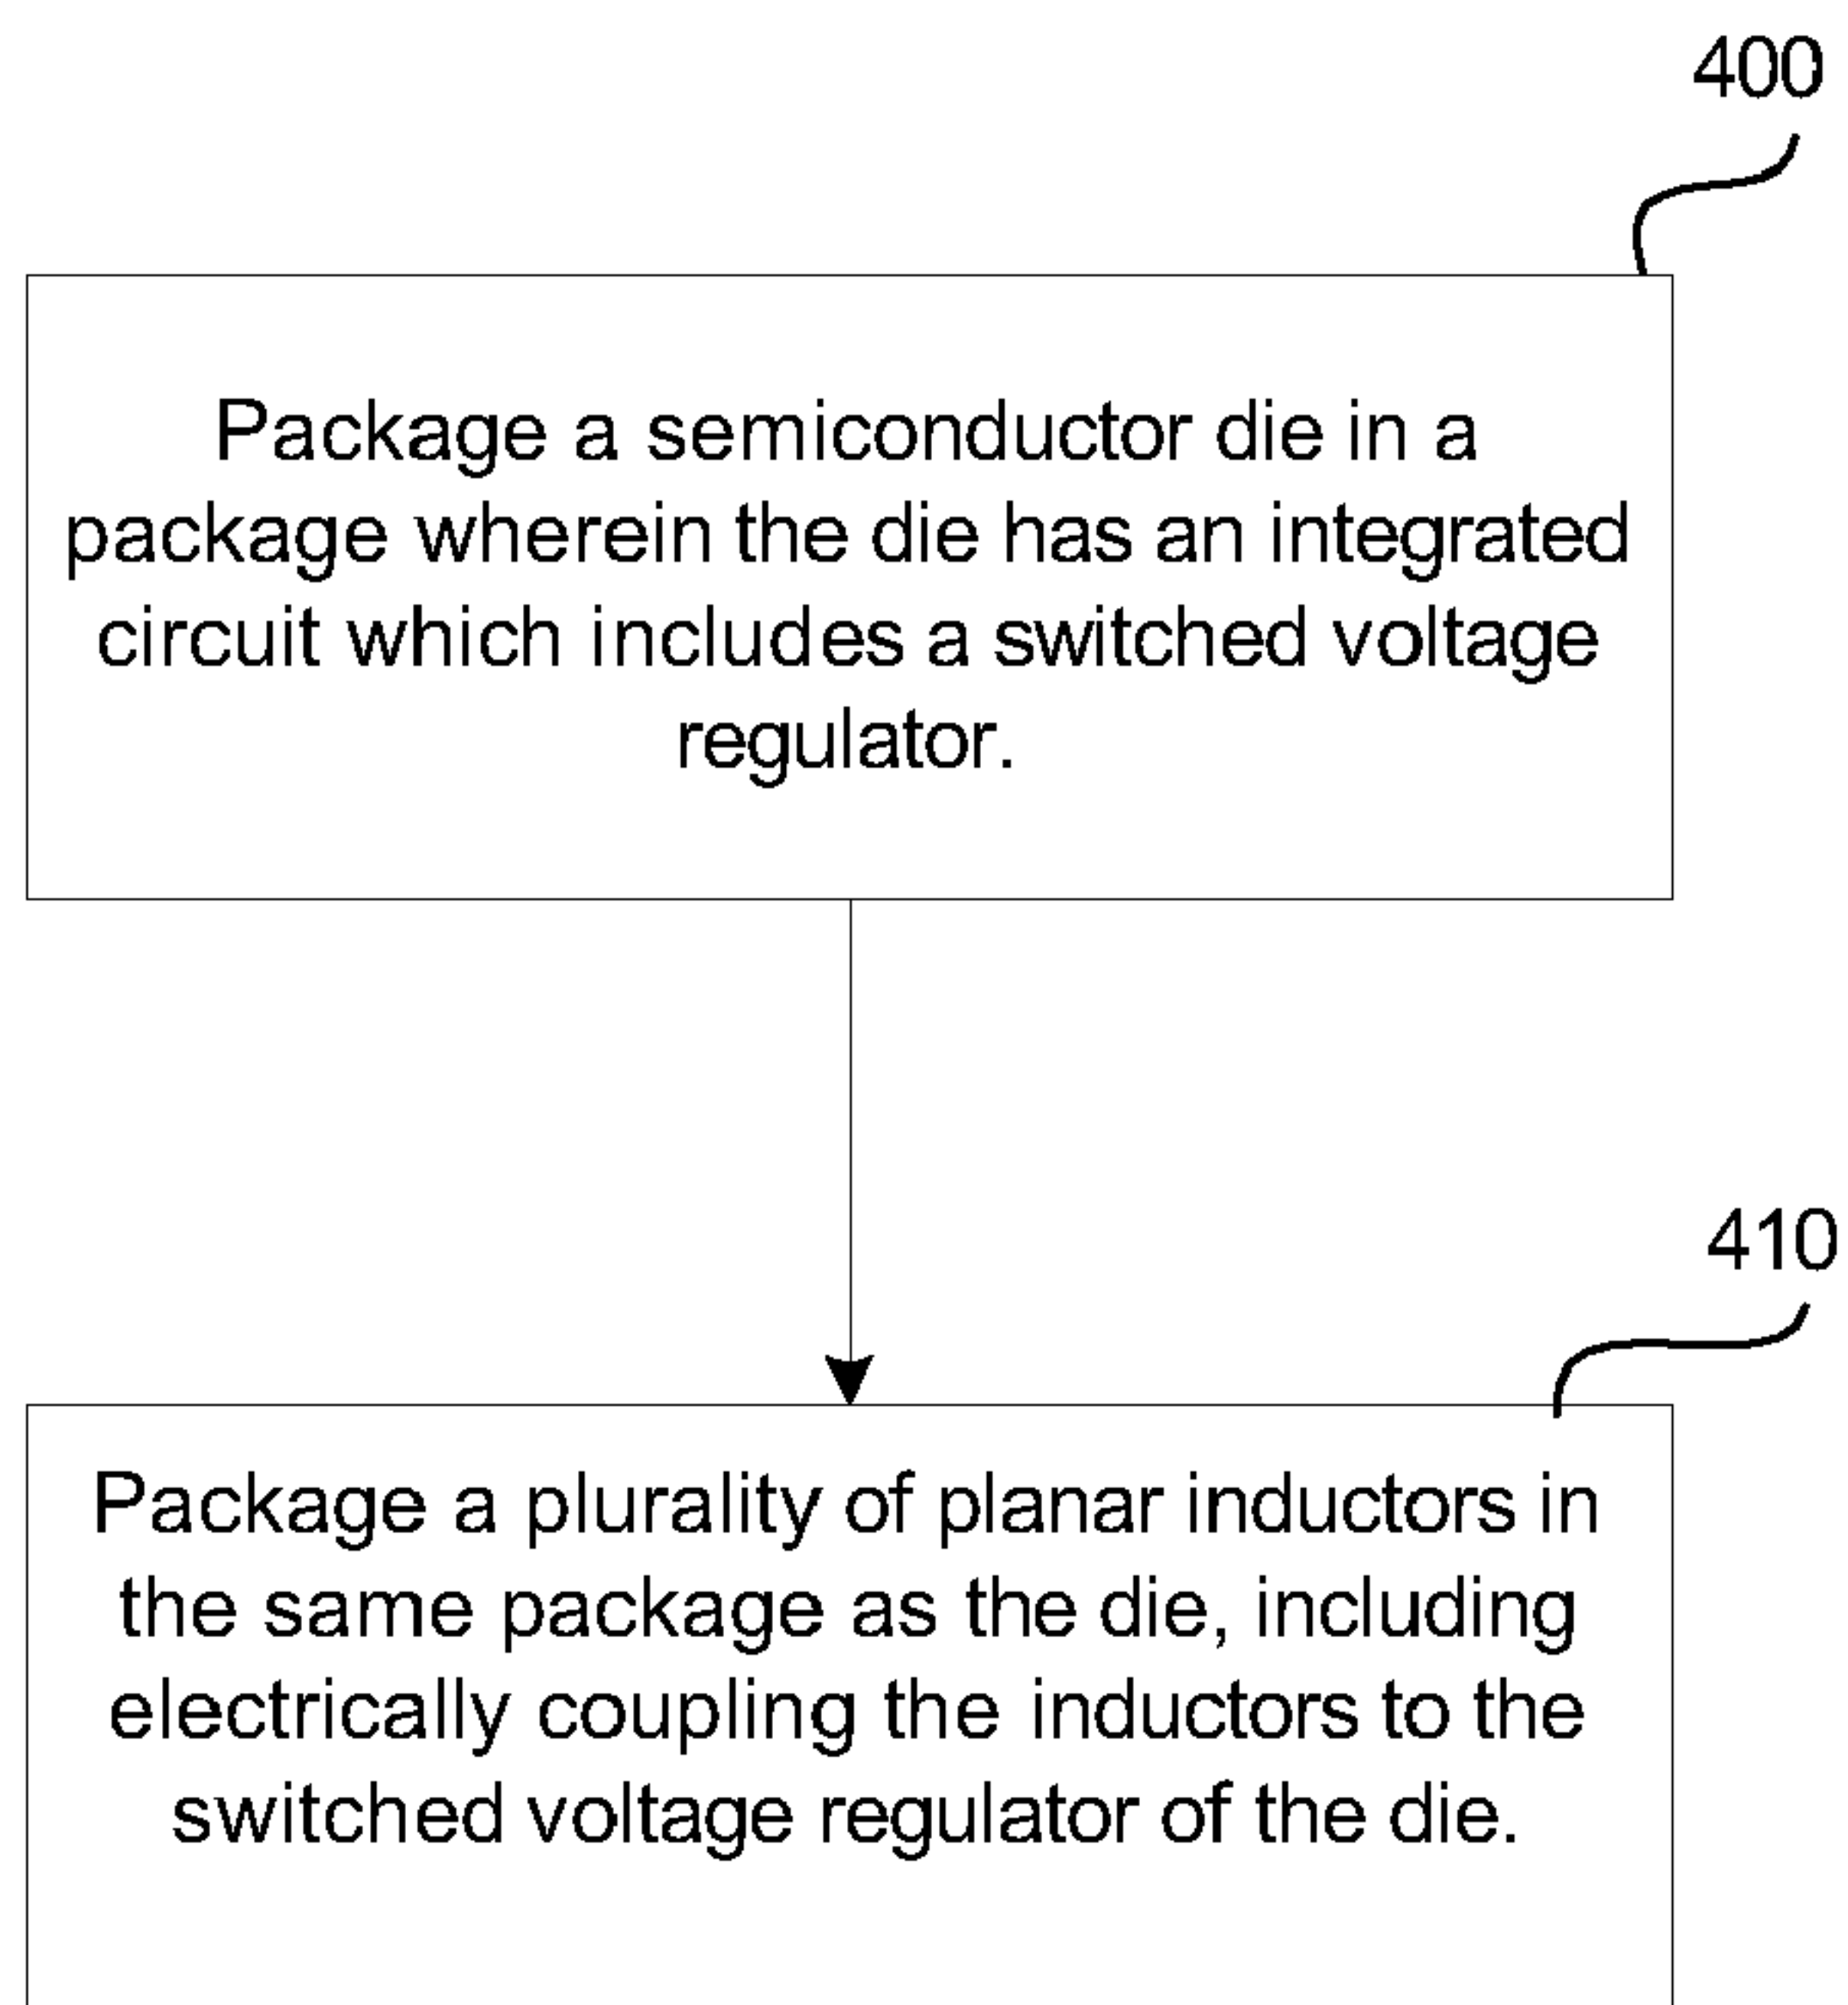 400
Package a semiconductor die in a
package wherein the die has an integrated
circuit which includes a switched voltage
regulator.
410
Package a plurality of planar inductors in
the same package as the die, including
electrically coupling the inductors to the
switched voltage regulator of the die.